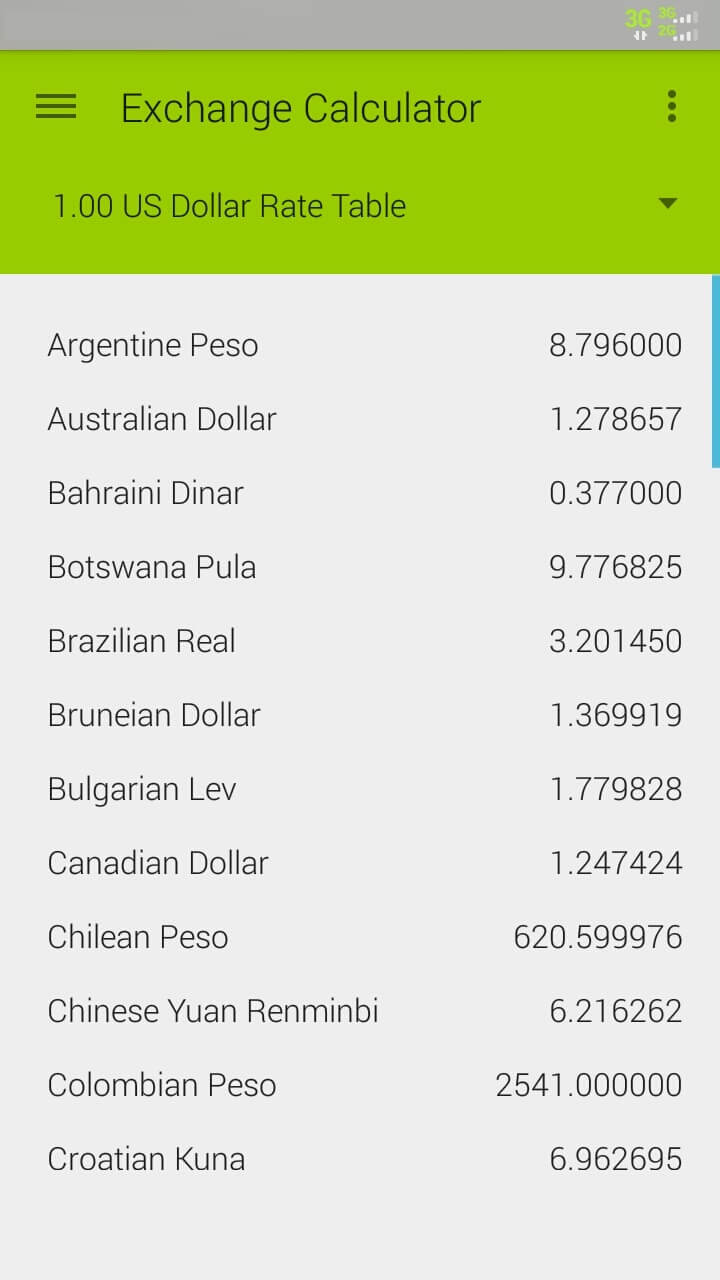 3G 3G
2G
Exchange Calculator
1.00 US Dollar Rate Table
Argentine Peso 8.796000
Australian Dollar 1.278657
Bahraini Dinar 0.377000
Botswana Pula 9.776825
Brazilian Real 3.201450
Bruneian Dollar 1.369919
Bulgarian Lev 1.779828
Canadian Dollar 1.247424
Chilean Peso 620.599976
Chinese Yuan Renminbi 6.216262
Colombian Peso 2541.000000
Croatian Kuna 6.962695